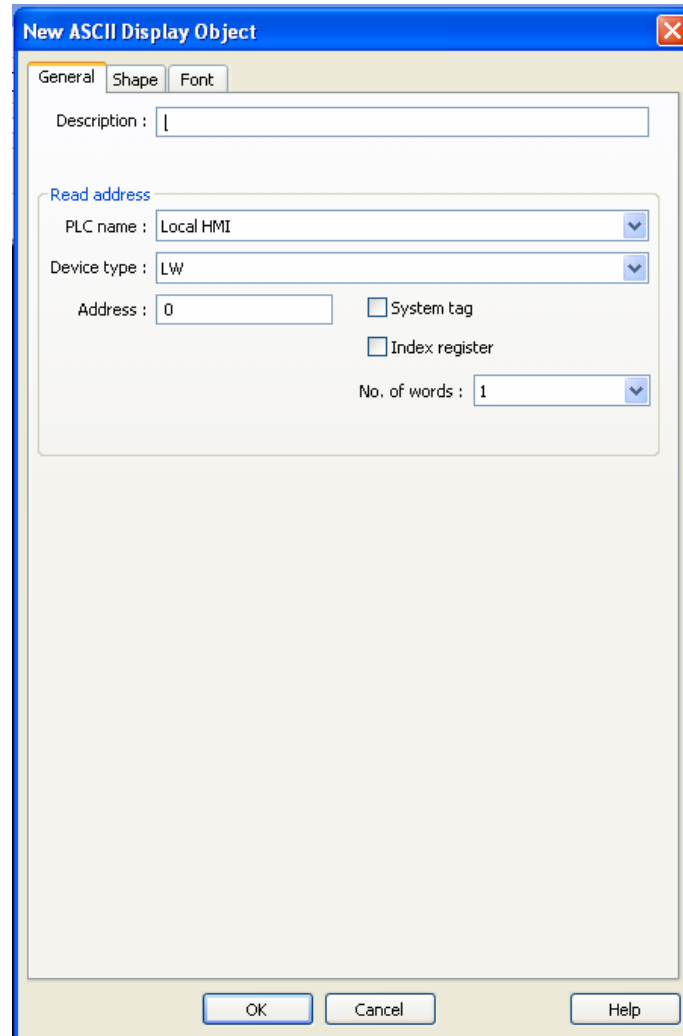 New ASCII Display Object
General Shape Font
Description :
Read address
PLC name : Local HMI
Device type : LW
Address : 0 System tag
Index register
No. of words : 1
OK Cancel Help